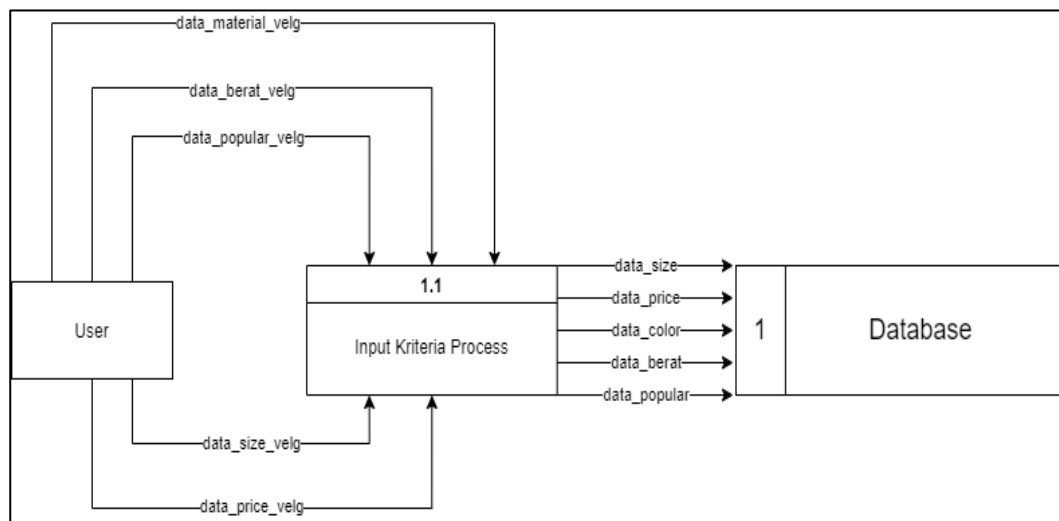 data_material_velg
data_berat_velg
data_popular_velg
User
1.1
Input Kriteria Process
data_size
data_price
data_color
data_berat
data_popular
1
Database
data_size_velg
data_price_velg